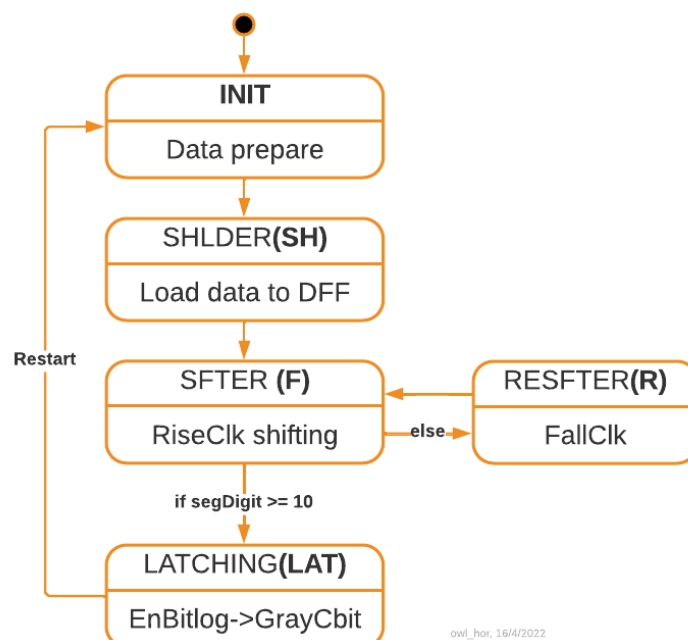 INIT
Data prepare
SHLDER(SH)
Load data to DFF
Restart
SFTER (F)
RiseClk shifting
else
RESFTER(R)
FallClk
if segDigit >= 10
LATCHING(LAT)
EnBitlog->GrayCbit
owl_hor, 16/4/2022